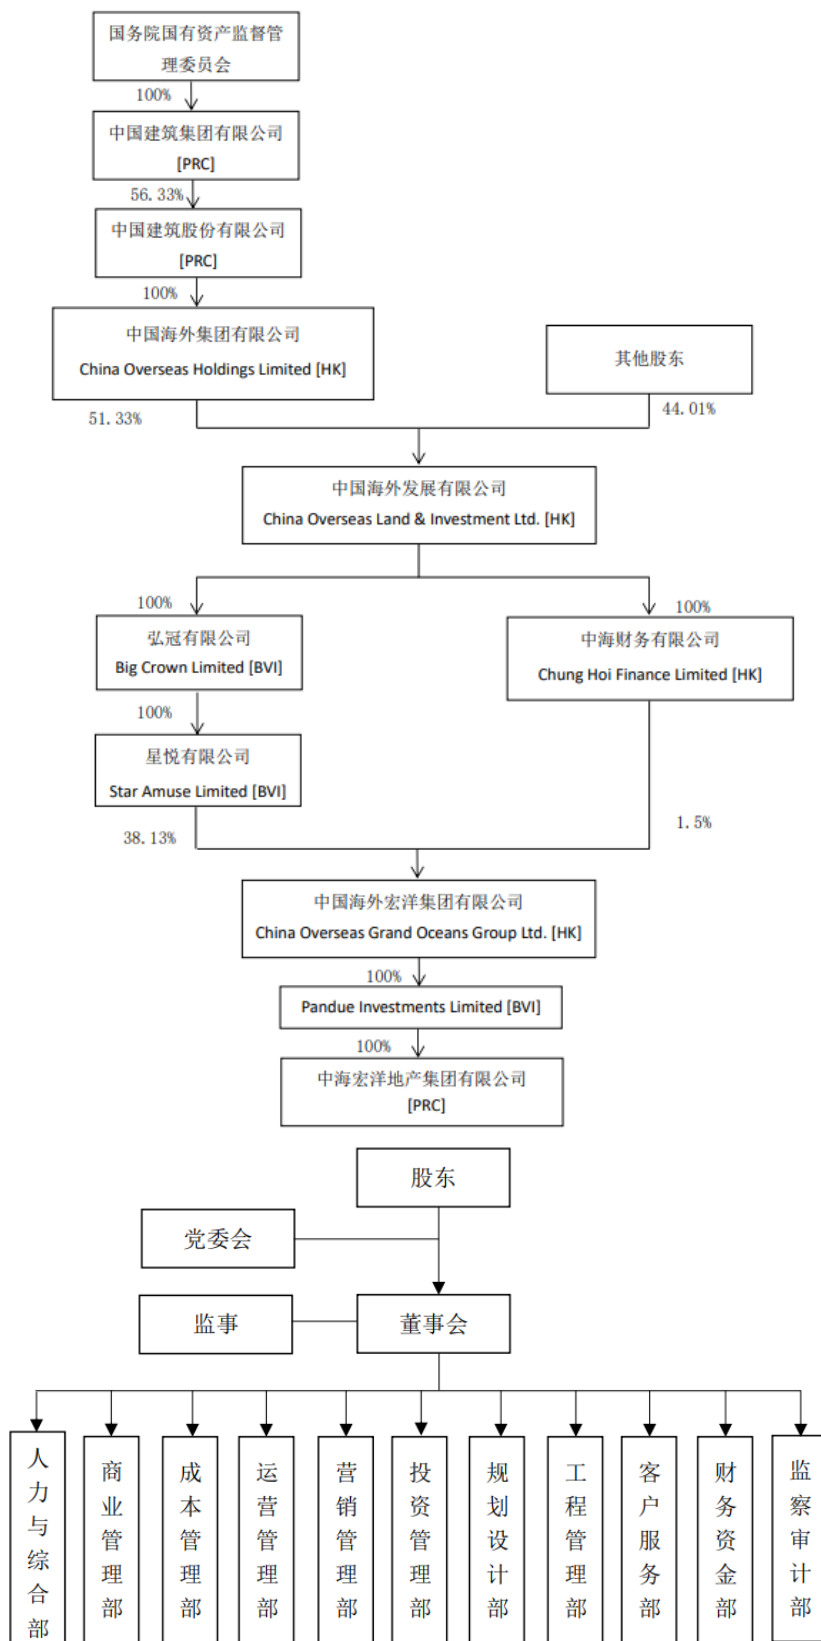 国务院国有资产监督管
理委员会
100%
中国建筑集团有限公司
[PRC]
56.33%
中国建筑股份有限公司
[PRC]
100%
中国海外集团有限公司
China Overseas Holdings Limited [HK]
其他股东
51.33%
44.01%
中国海外发展有限公司
China Overseas Land & Investment Ltd. [HK]
100%
100%
弘冠有限公司
Big Crown Limited [BVI]
中海财务有限公司
Chung Hoi Finance Limited [HK]
100%
星悦有限公司
Star Amuse Limited [BVI]
38.13%
1.5%
中国海外宏洋集团有限公司
China Overseas Grand Oceans Group Ltd. [HK]
100%
Pandue Investments Limited [BVI]
100%
中海宏洋地产集团有限公司
[PRC]
股东
党委会
监事
董事会
人力与综合部
商业管理部
成本管理部
运营管理部
营销管理部
投资管理部
规划设计部
工程管理部
客户服务部
财务资金部
监察审计部